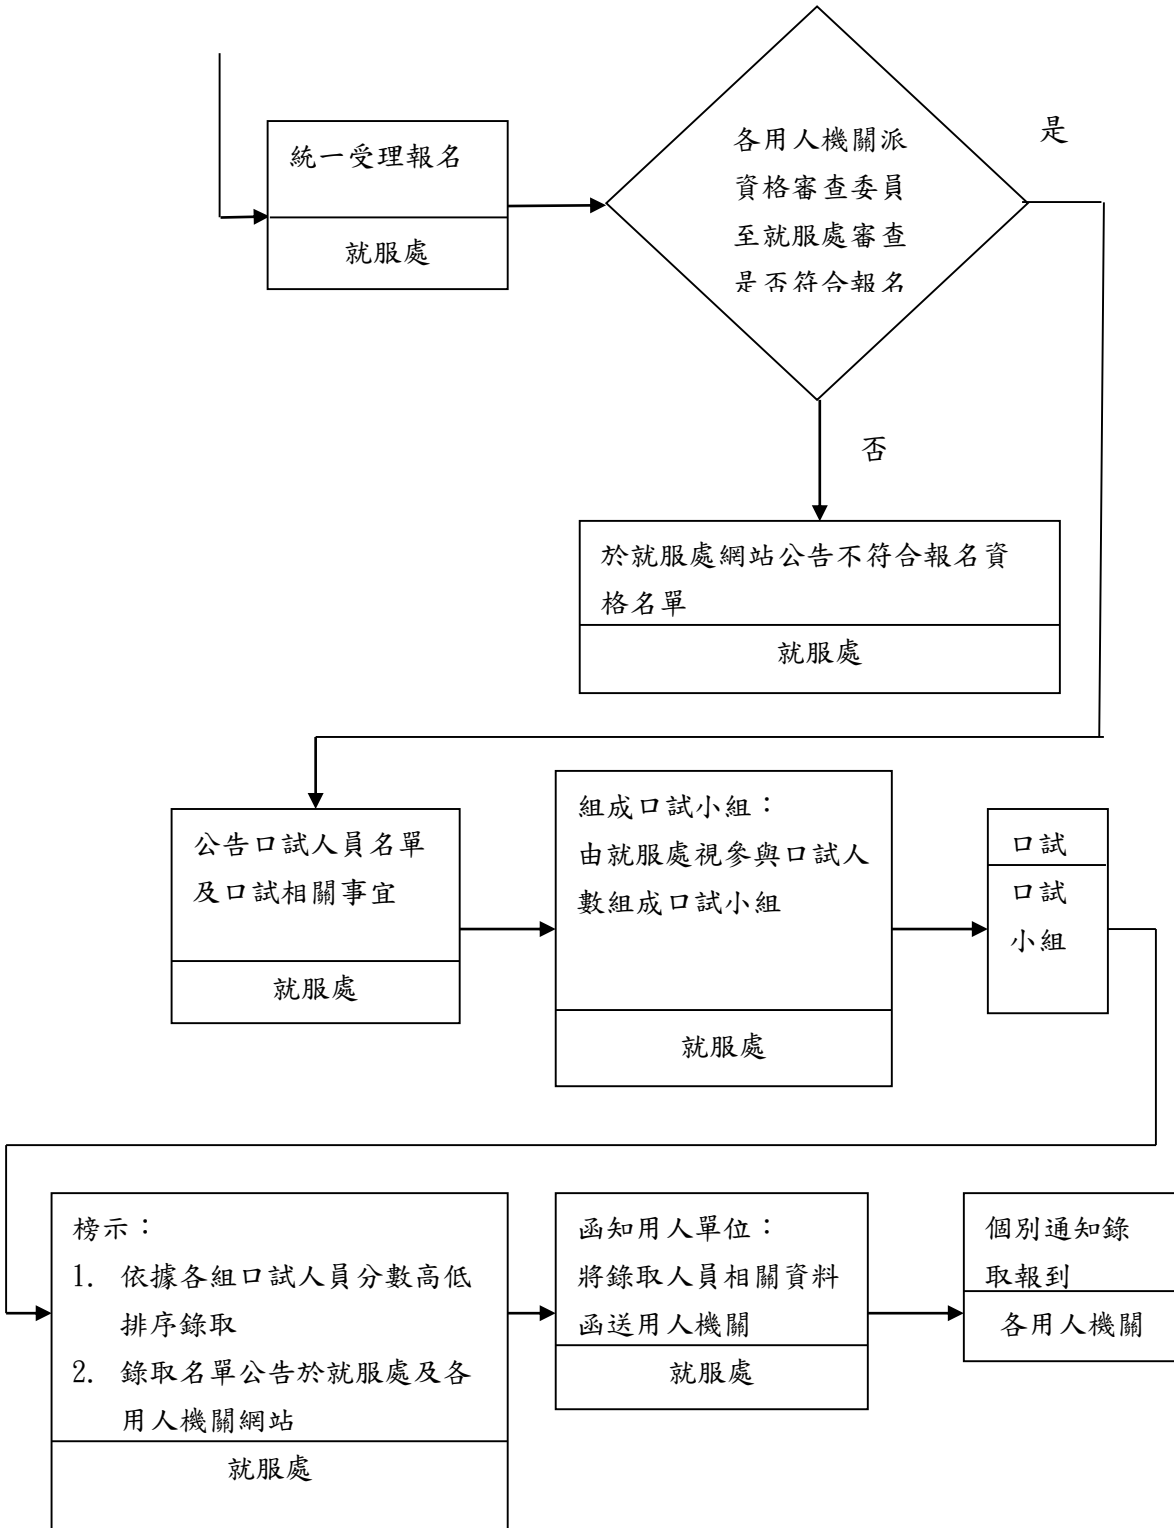 統一受理報名
就服處
各用人機關派
資格審查委員
至就服處審查
是否符合報名
是
否
於就服處網站公告不符合報名資
格名單
就服處
公告口試人員名單
及口試相關事宜
就服處
組成口試小組：
由就服處視參與口試人
數組成口試小組
就服處
口試
口試
小組
榜示：
1. 依據各組口試人員分數高低
排序錄取
2. 錄取名單公告於就服處及各
用人機關網站
就服處
函知用人單位：
將錄取人員相關資料
函送用人機關
就服處
個別通知錄
取報到
各用人機關